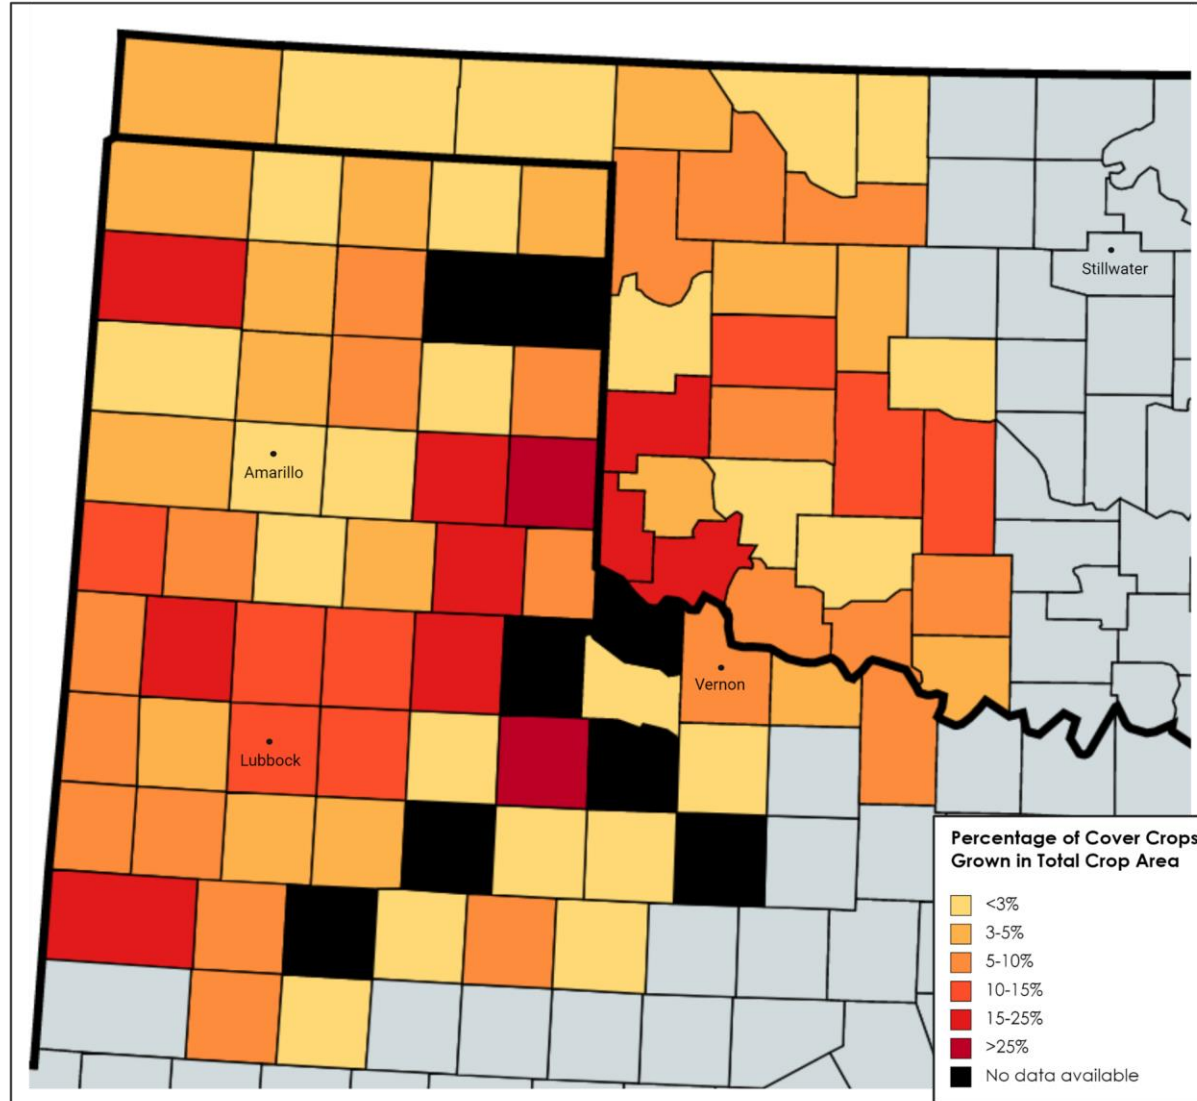 Stillwater
Amarillo
Vernon
Lubbock
Percentage of Cover Crops
Grown in Total Crop Area
<3%
3-5%
5-10%
10-15%
15-25%
>25%
No data available